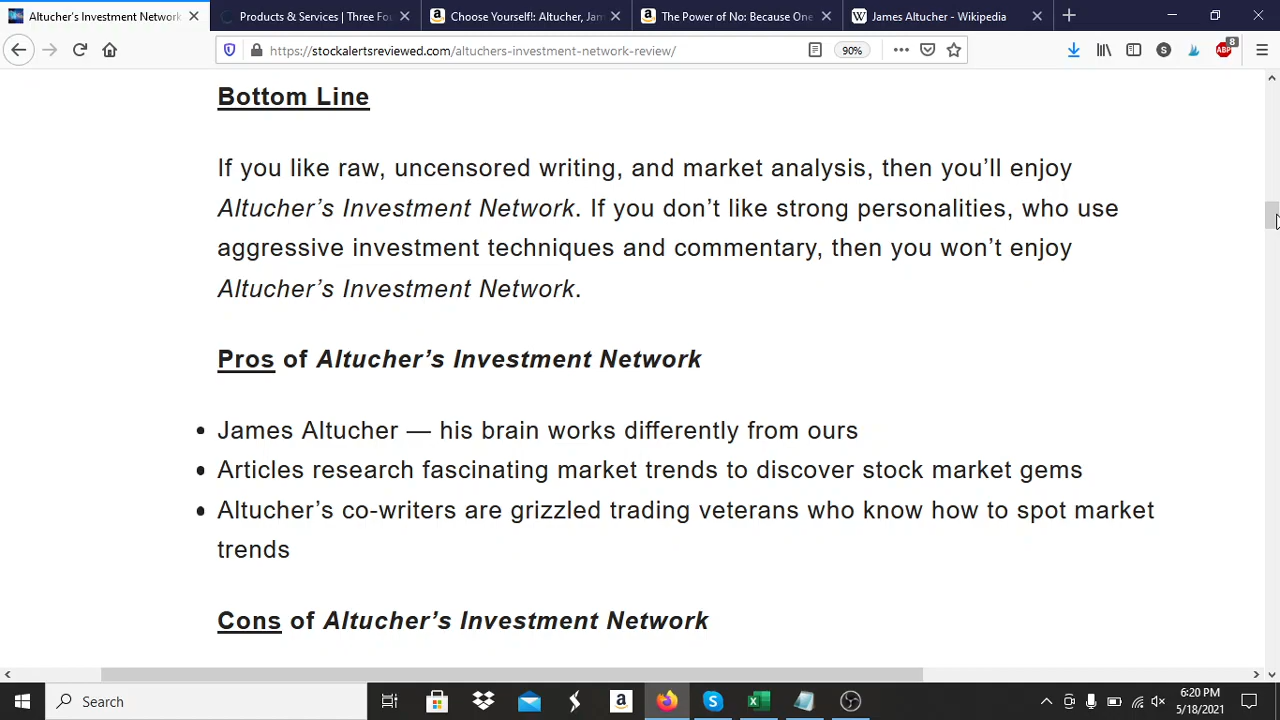 Altucher's Investment Network
Products & Services | Three Fou
Choose Yourself!: Altucher, Jam
The Power of No: Because One
James Altucher - Wikipedia
https://stockalertsreviewed.com/altuchers-investment-network-review/
90%
S
ABP
8
Bottom Line
If you like raw, uncensored writing, and market analysis, then you’ll enjoy
Altucher’s Investment Network. If you don’t like strong personalities, who use
aggressive investment techniques and commentary, then you won’t enjoy
Altucher’s Investment Network.
Pros of Altucher’s Investment Network
• James Altucher — his brain works differently from ours
• Articles research fascinating market trends to discover stock market gems
• Altucher’s co-writers are grizzled trading veterans who know how to spot market
trends
Cons of Altucher’s Investment Network
Search
6:20 PM
5/18/2021